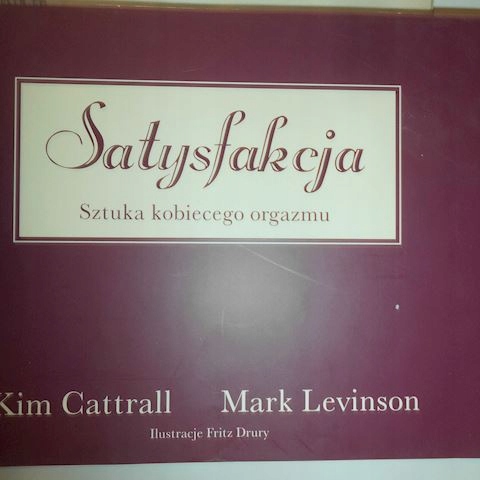 Satysfakcja
Sztuka kobiecego orgazmu
Kim Cattrall Mark Levinson
Ilustracje Fritz Drury